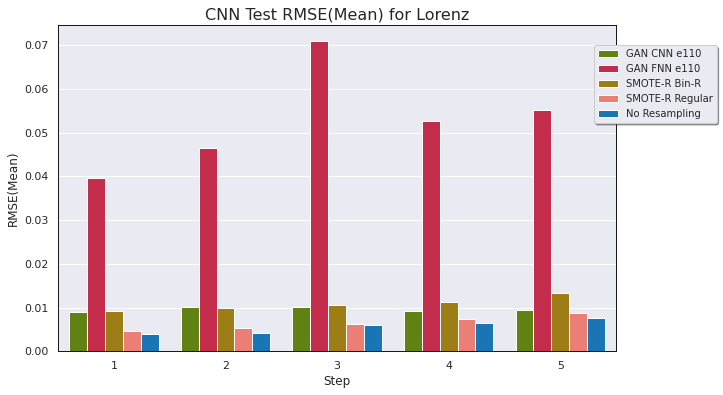 CNN Test RMSE(Mean) for Lorenz
RMSE(Mean)
0.07
0.06
0.05
0.04
0.03
0.02
0.01
0.00
1 2 3 4 5
Step
GAN CNN e110
GAN FNN e110
SMOTE-R Bin-R
SMOTE-R Regular
No Resampling